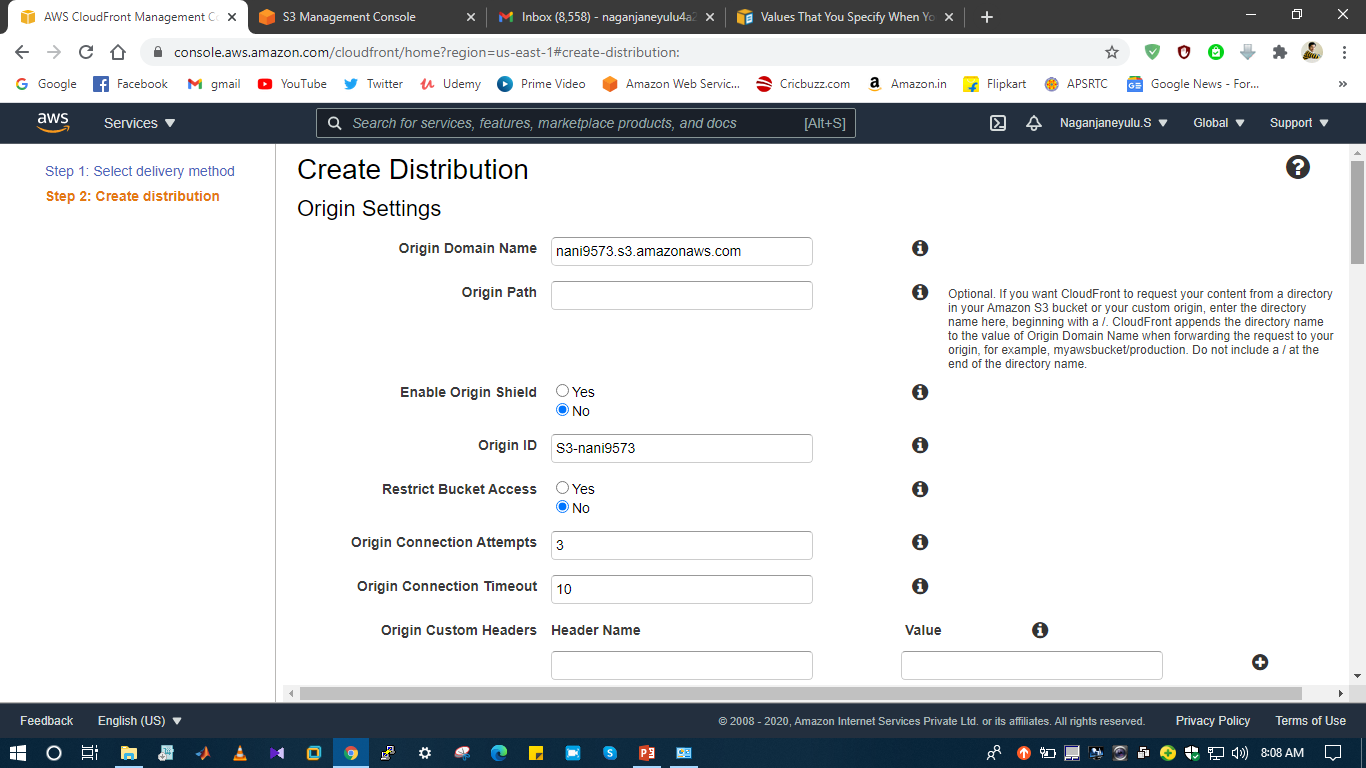 AWS CloudFront Management C
S3 Management Console
Inbox (8,558) - naganjaneyulu4a2
Values That You Specify When Yo
console.aws.amazon.com/cloudfront/home?region=us-east-1#create-distribution:
Google
Facebook
gmail
YouTube
Twitter
Udemy
Prime Video
Amazon Web Servic...
Cricbuzz.com
Amazon.in
Flipkart
APSRTC
Google News - For...
aws
Services
Search for services, features, marketplace products, and docs
[Alt+S]
Naganjaneyulu.S
Global
Support
Step 1: Select delivery method
Step 2: Create distribution
Create Distribution
Origin Settings
Origin Domain Name
nani9573.s3.amazonaws.com
Origin Path
Optional. If you want CloudFront to request your content from a directory
in your Amazon S3 bucket or your custom origin, enter the directory
name here, beginning with a /. CloudFront appends the directory name
to the value of Origin Domain Name when forwarding the request to your
origin, for example, myawsbucket/production. Do not include a / at the
end of the directory name.
Enable Origin Shield
Yes
No
Origin ID
S3-nani9573
Restrict Bucket Access
Yes
No
Origin Connection Attempts
3
Origin Connection Timeout
10
Origin Custom Headers
Header Name
Value
Feedback
English (US)
© 2008 - 2020, Amazon Internet Services Private Ltd. or its affiliates. All rights reserved.
Privacy Policy
Terms of Use
8:08 AM